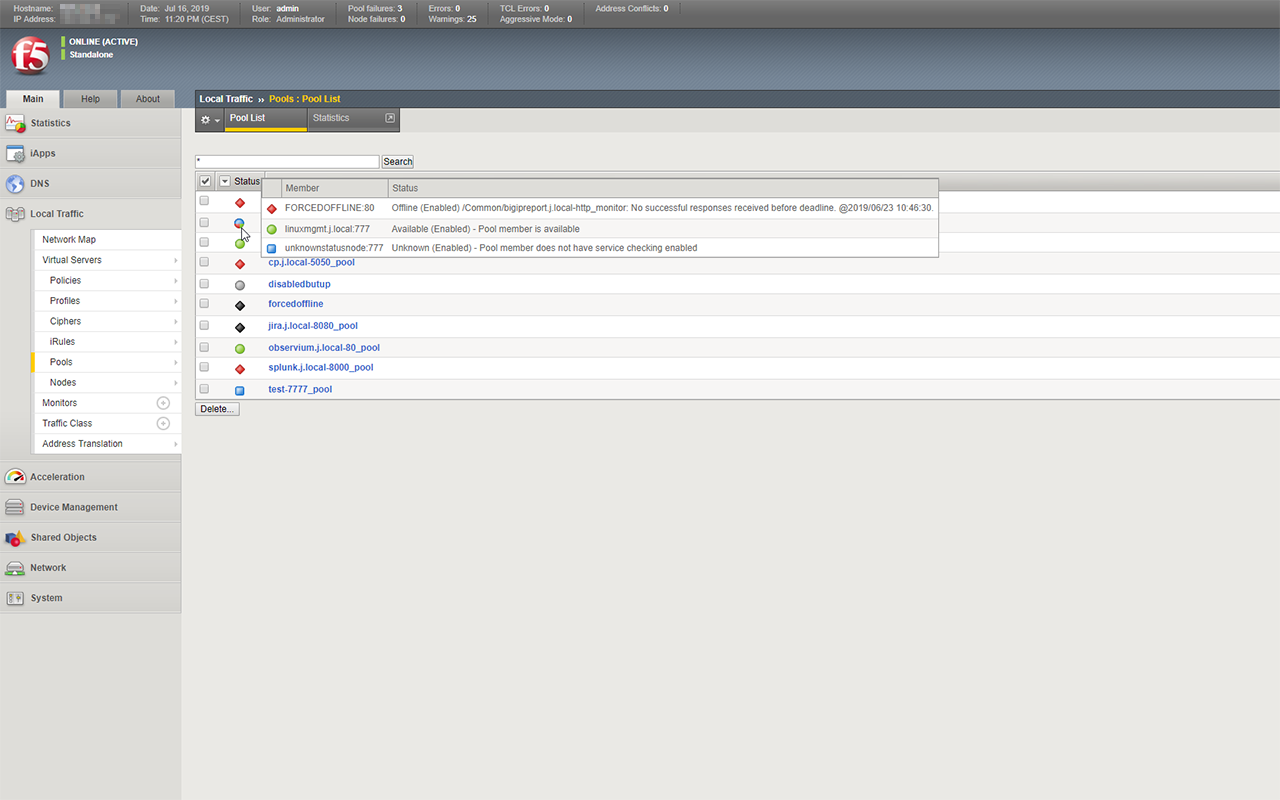 Hostname: Date: Jul 16, 2019 User: admin Pool failures: 3 Errors: 0 TCL Errors: 0 Address Conflicts: 0
IP Address: Time: 11:20 PM (CEST) Role: Administrator Node failures: 0 Warnings: 25 Aggressive Mode: 0
f5
ONLINE (ACTIVE)
Standalone
Main Help About
Local Traffic ›› Pools : Pool List
Pool List Statistics
Statistics
iApps
DNS
Local Traffic
Network Map
Virtual Servers
Policies
Profiles
Ciphers
iRules
Pools
Nodes
Monitors
Traffic Class
Address Translation
Acceleration
Device Management
Shared Objects
Network
System
* Search
Status
Member Status
FORCEDOFFLINE:80 Offline (Enabled) /Common/bigipreport.j.local-http_monitor: No successful responses received before deadline. @2019/06/23 10:46:30.
linuxmgmt.j.local:777 Available (Enabled) - Pool member is available
unknownstatusnode:777 Unknown (Enabled) - Pool member does not have service checking enabled
cp.j.local-5050_pool
disabledbutup
forcedoffline
jira.j.local-8080_pool
observium.j.local-80_pool
splunk.j.local-8000_pool
test-7777_pool
Delete...